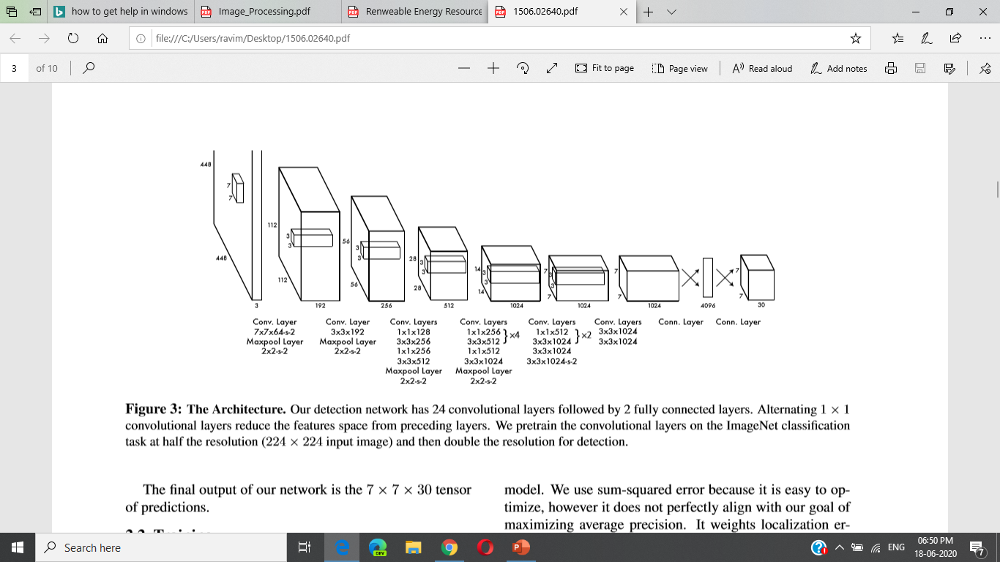 how to get help in windows
Image_Processing.pdf
Renweable Energy Resource
1506.02640.pdf
file:///C:/Users/ravim/Desktop/1506.02640.pdf
3 of 10
Fit to page
Page view
Read aloud
Add notes
448
448
7
7
3
112
112
3
3
192
56
56
3
3
256
28
28
3
3
512
14
14
3
3
1024
7
7
3
3
1024
7
7
1024
4096
7
7
30
Conv. Layer
7x7x64-s-2
Maxpool Layer
2x2-s-2
Conv. Layer
3x3x192
Maxpool Layer
2x2-s-2
Conv. Layers
1x1x128
3x3x256
1x1x256
3x3x512
Maxpool Layer
2x2-s-2
Conv. Layers
1x1x256 } x4
3x3x512
1x1x512
3x3x1024
Maxpool Layer
2x2-s-2
Conv. Layers
1x1x512 } x2
3x3x1024
3x3x1024
3x3x1024-s-2
Conv. Layers
3x3x1024
3x3x1024
Conn. Layer
Conn. Layer
Figure 3: The Architecture. Our detection network has 24 convolutional layers followed by 2 fully connected layers. Alternating 1 × 1
convolutional layers reduce the features space from preceding layers. We pretrain the convolutional layers on the ImageNet classification
task at half the resolution (224 × 224 input image) and then double the resolution for detection.
The final output of our network is the 7 × 7 × 30 tensor
of predictions.
model. We use sum-squared error because it is easy to op-
timize, however it does not perfectly align with our goal of
maximizing average precision. It weights localization er-
Search here
DEV
ENG
06:50 PM
18-06-2020
7